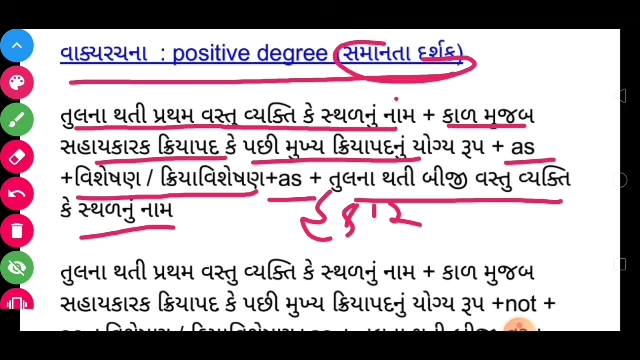 વાક્યરચના : positive degree (સમાનતા દર્શક)
તુલના થતી પ્રથમ વસ્તુ વ્યક્તિ કે સ્થળનું નામ + કાળ મુજબ
સહાયકારક ક્રિયાપદ કે પછી મુખ્ય ક્રિયાપદનું યોગ્ય રૂપ + as
+વિશેષણ / ક્રિયાવિશેષણ+as + તુલના થતી બીજી વસ્તુ વ્યક્તિ
કે સ્થળનું નામ
હકાર
તુલના થતી પ્રથમ વસ્તુ વ્યક્તિ કે સ્થળનું નામ + કાળ મુજબ
સહાયકારક ક્રિયાપદ કે પછી મુખ્ય ક્રિયાપદનું યોગ્ય રૂપ +not +